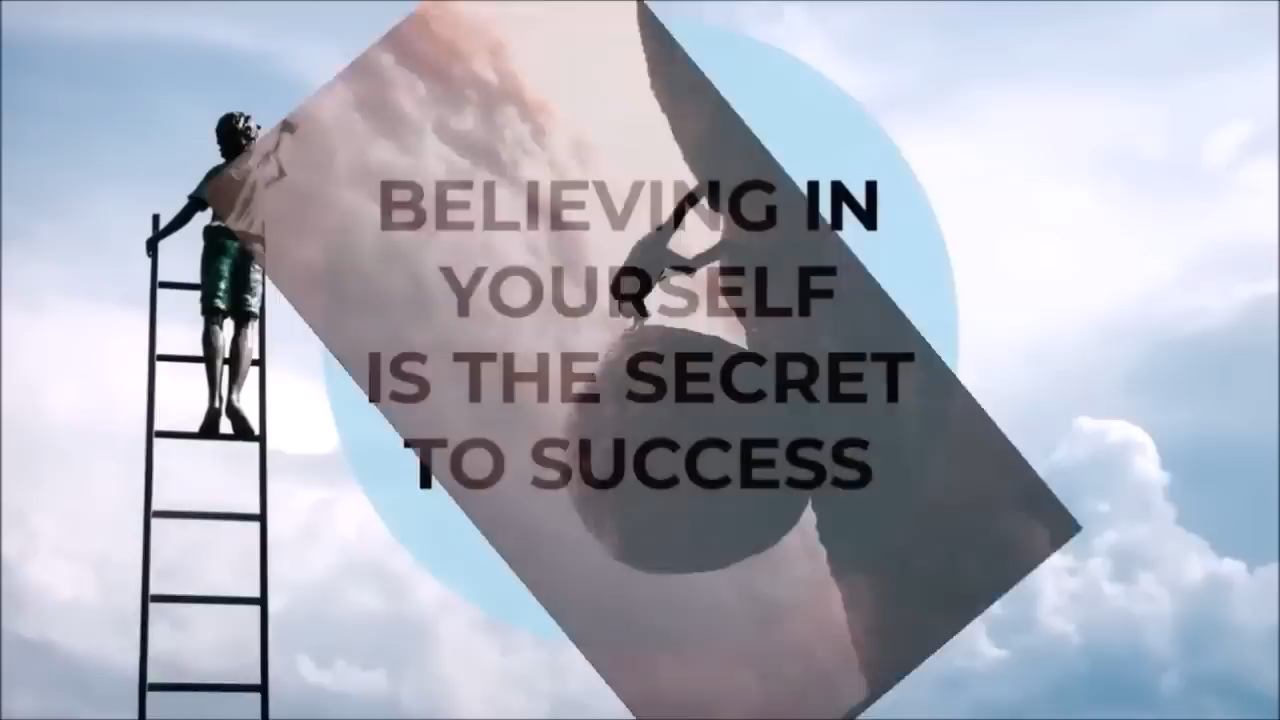 BELIEVING IN
YOURSELF
IS THE SECRET
TO SUCCESS